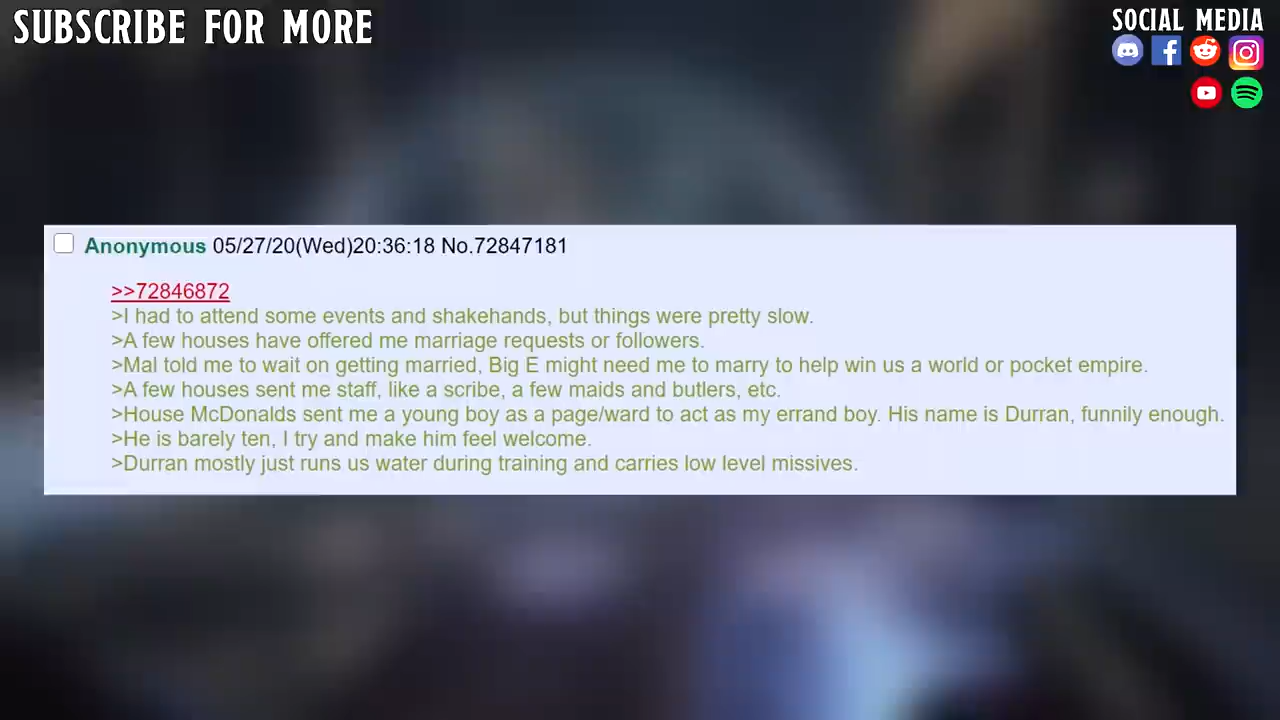 SUBSCRIBE FOR MORE
SOCIAL MEDIA
Anonymous 05/27/20(Wed)20:36:18 No.72847181
>>72846872
>I had to attend some events and shakehands, but things were pretty slow.
>A few houses have offered me marriage requests or followers.
>Mal told me to wait on getting married, Big E might need me to marry to help win us a world or pocket empire.
>A few houses sent me staff, like a scribe, a few maids and butlers, etc.
>House McDonalds sent me a young boy as a page/ward to act as my errand boy. His name is Durran, funnily enough.
>He is barely ten, I try and make him feel welcome.
>Durran mostly just runs us water during training and carries low level missives.